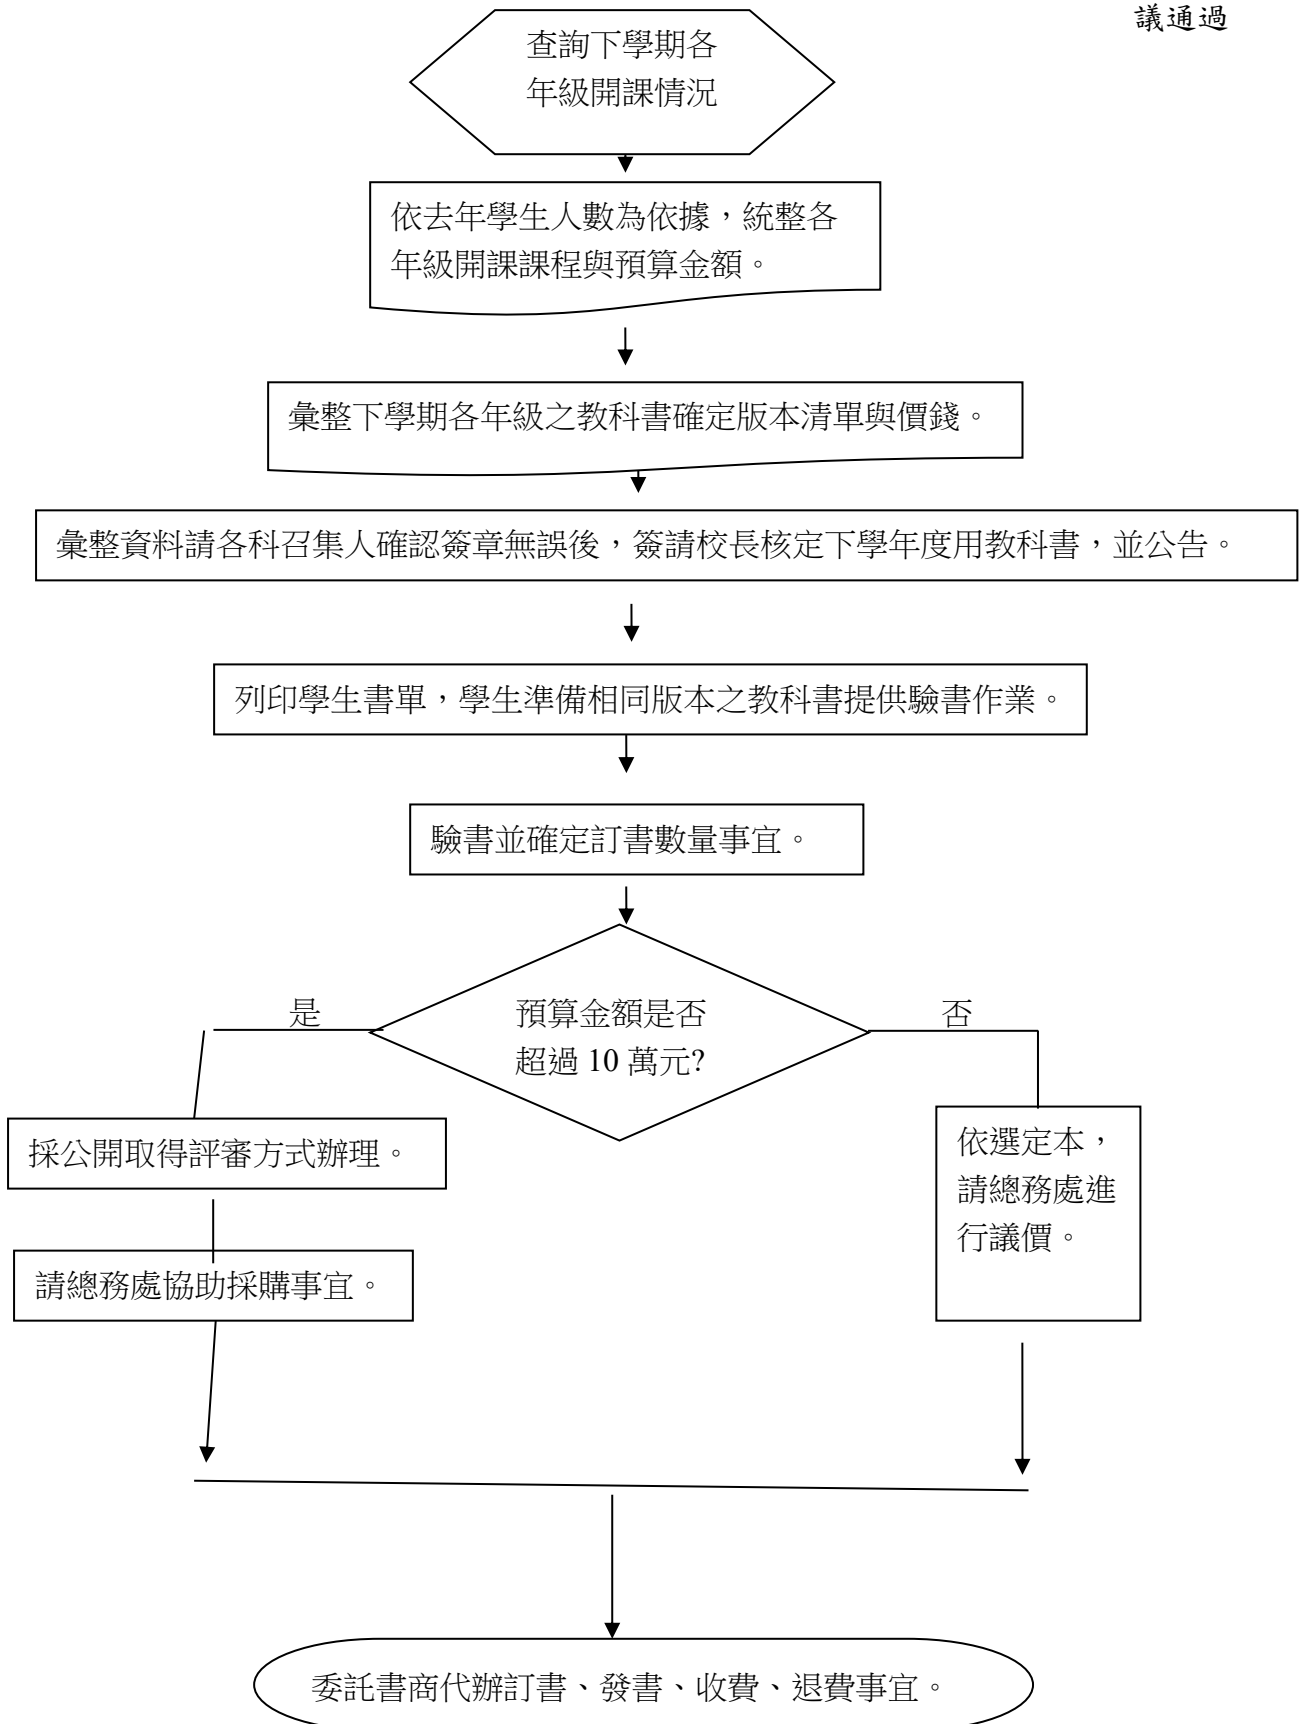 議通過
查詢下學期各
年級開課情況
依去年學生人數為依據，統整各
年級開課課程與預算金額。
彙整下學期各年級之教科書確定版本清單與價錢。
彙整資料請各科召集人確認簽章無誤後，簽請校長核定下學年度用教科書，並公告。
列印學生書單，學生準備相同版本之教科書提供驗書作業。
驗書並確定訂書數量事宜。
預算金額是否
超過 10 萬元?
是
否
採公開取得評審方式辦理。
請總務處協助採購事宜。
依選定本，
請總務處進
行議價。
委託書商代辦訂書、發書、收費、退費事宜。